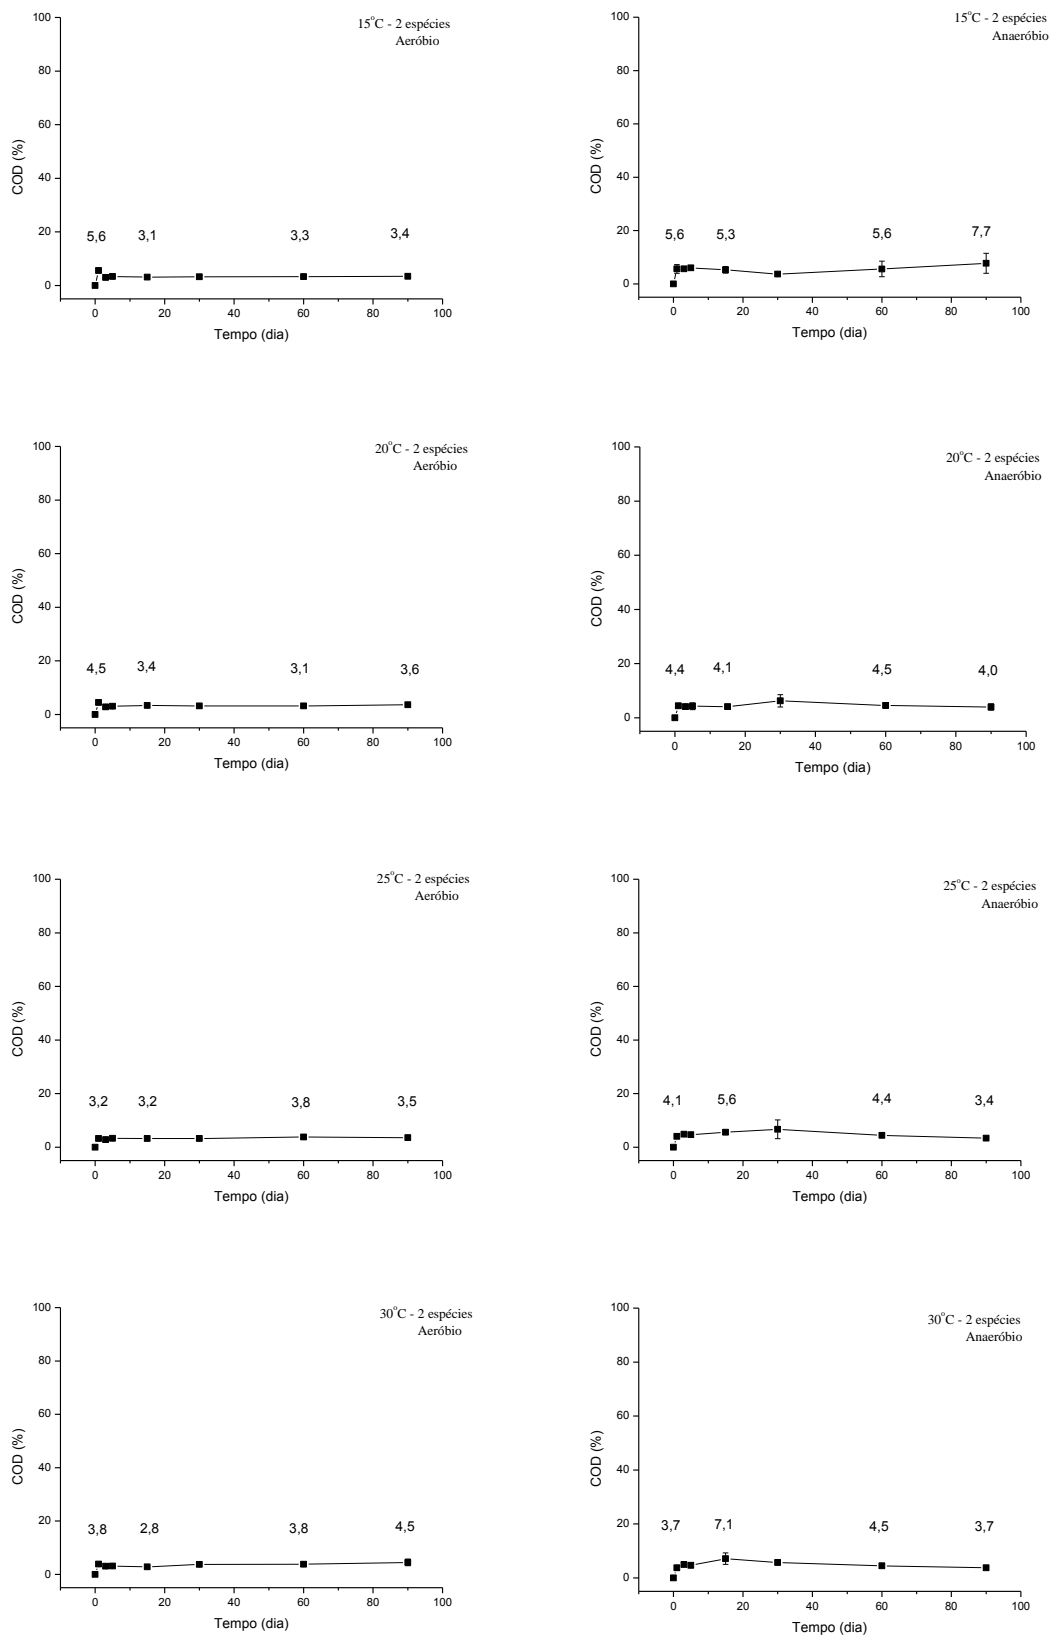 15°C - 2 espécies
Aeróbio
100
80
60
40
20
0
COD (%)
5,6 3,1 3,3 3,4
0 20 40 60 80 100
Tempo (dia)
15°C - 2 espécies
Anaeróbio
100
80
60
40
20
0
COD (%)
5,6 5,3 5,6 7,7
0 20 40 60 80 100
Tempo (dia)
20°C - 2 espécies
Aeróbio
100
80
60
40
20
0
COD (%)
4,5 3,4 3,1 3,6
0 20 40 60 80 100
Tempo (dia)
20°C - 2 espécies
Anaeróbio
100
80
60
40
20
0
COD (%)
4,4 4,1 4,5 4,0
0 20 40 60 80 100
Tempo (dia)
25°C - 2 espécies
Aeróbio
100
80
60
40
20
0
COD (%)
3,2 3,2 3,8 3,5
0 20 40 60 80 100
Tempo (dia)
25°C - 2 espécies
Anaeróbio
100
80
60
40
20
0
COD (%)
4,1 5,6 4,4 3,4
0 20 40 60 80 100
Tempo (dia)
30°C - 2 espécies
Aeróbio
100
80
60
40
20
0
COD (%)
3,8 2,8 3,8 4,5
0 20 40 60 80 100
Tempo (dia)
30°C - 2 espécies
Anaeróbio
100
80
60
40
20
0
COD (%)
3,7 7,1 4,5 3,7
0 20 40 60 80 100
Tempo (dia)